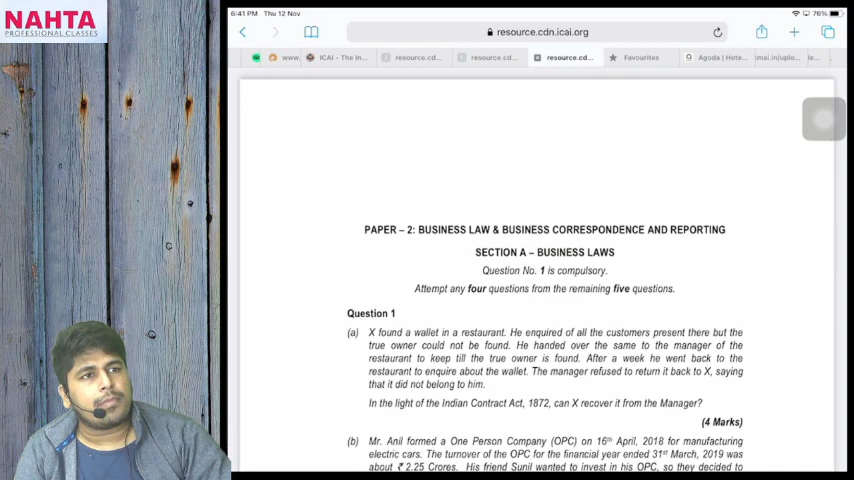 NAHTA
PROFESSIONAL CLASSES
6:41 PM Thu 12 Nov
76%
resource.cdn.icai.org
www.
ICAI - The In...
resource.cd...
resource.cd...
resource.cd...
Favourites
Agoda | Hote...
:mai.in/uplo...
le...
PAPER – 2: BUSINESS LAW & BUSINESS CORRESPONDENCE AND REPORTING
SECTION A – BUSINESS LAWS
Question No. 1 is compulsory.
Attempt any four questions from the remaining five questions.
Question 1
(a) X found a wallet in a restaurant. He enquired of all the customers present there but the
true owner could not be found. He handed over the same to the manager of the
restaurant to keep till the true owner is found. After a week he went back to the
restaurant to enquire about the wallet. The manager refused to return it back to X, saying
that it did not belong to him.
In the light of the Indian Contract Act, 1872, can X recover it from the Manager?
(4 Marks)
(b) Mr. Anil formed a One Person Company (OPC) on 16th April, 2018 for manufacturing
electric cars. The turnover of the OPC for the financial year ended 31st March, 2019 was
about ₹ 2.25 Crores. His friend Sunil wanted to invest in his OPC, so they decided to